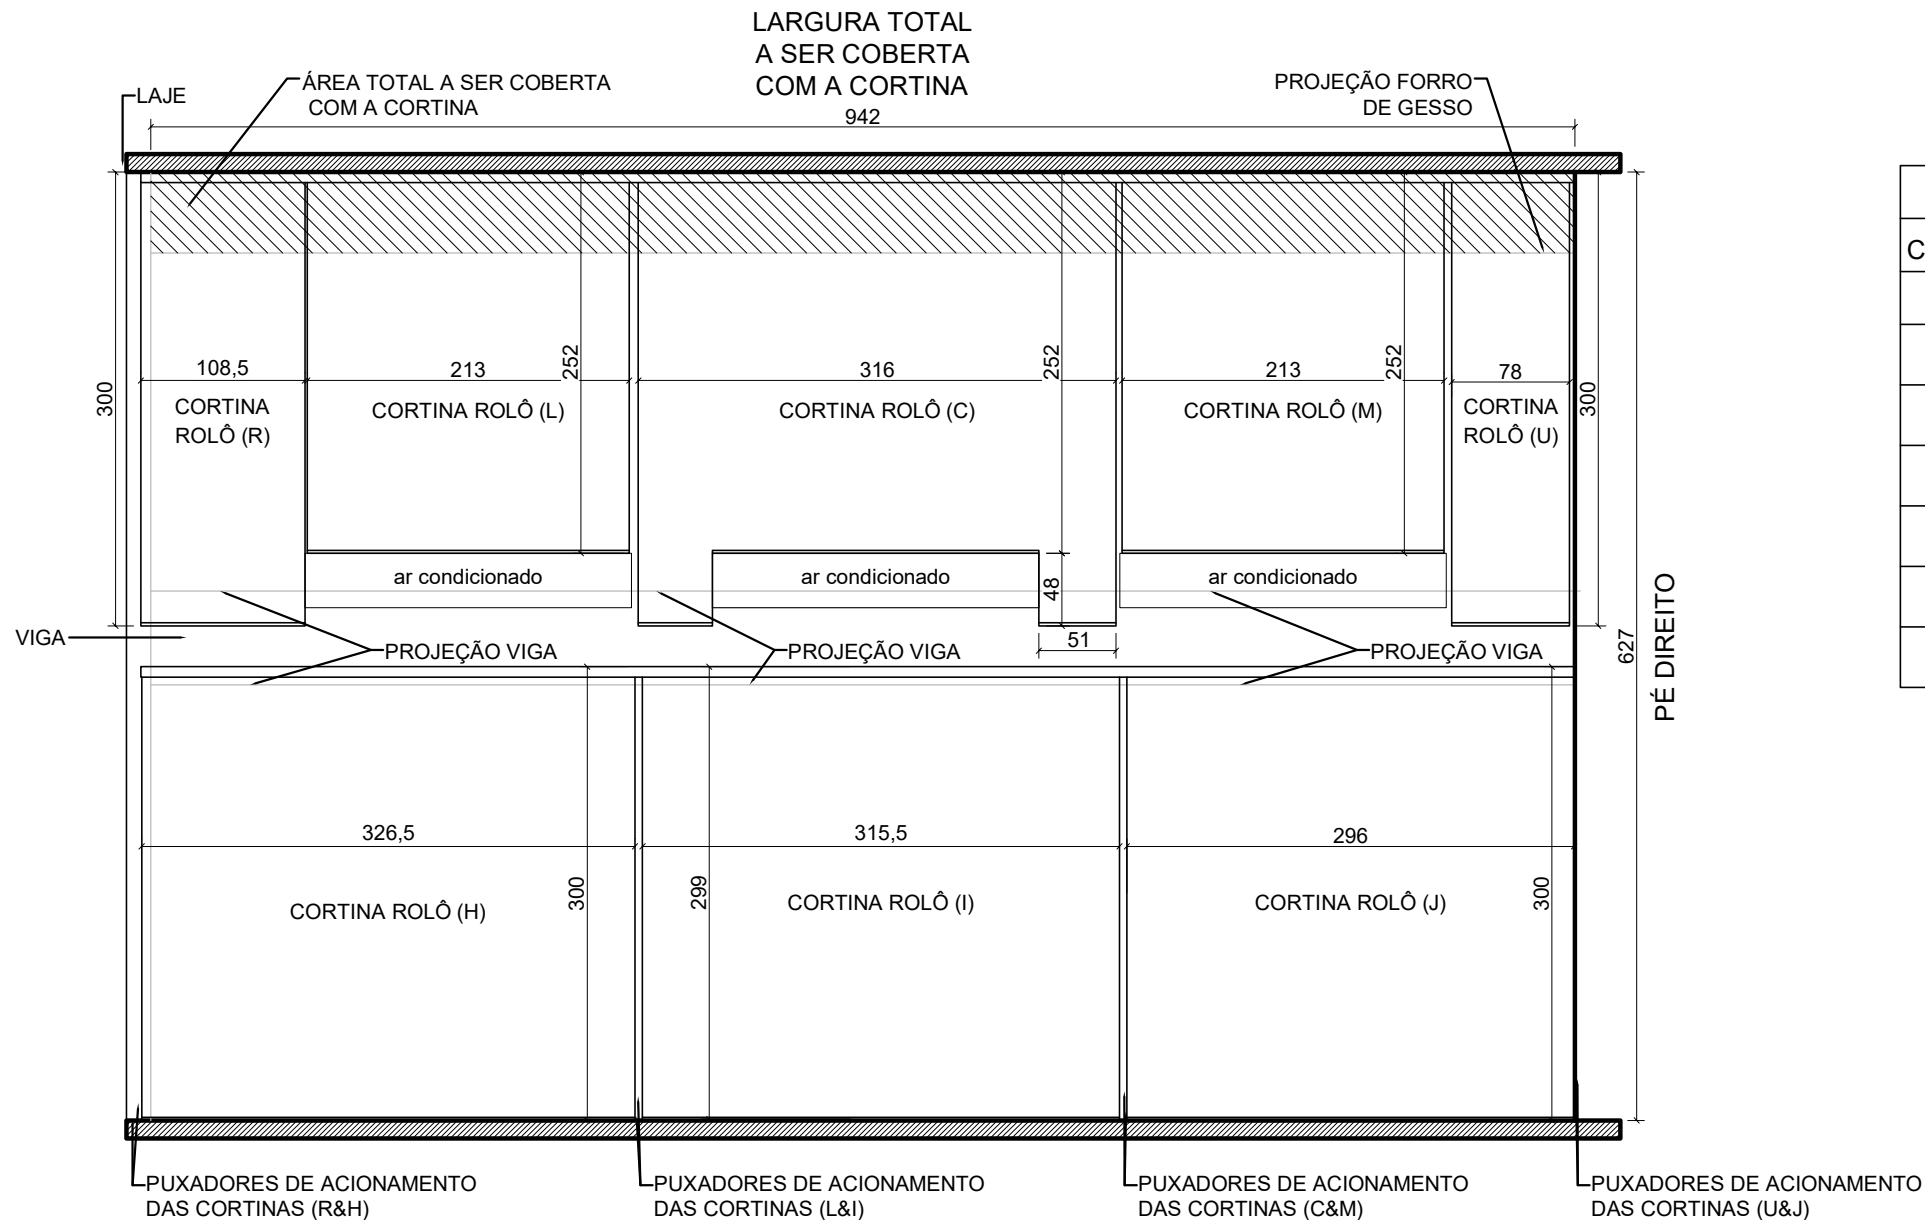 LARGURA TOTAL
A SER COBERTA
COM A CORTINA
942
LAJE
ÁREA TOTAL A SER COBERTA
COM A CORTINA
PROJEÇÃO FORRO
DE GESSO
C
300
108,5
213
252
316
252
213
252
78
300
CORTINA
ROLÔ (R)
CORTINA ROLÔ (L)
CORTINA ROLÔ (C)
CORTINA ROLÔ (M)
CORTINA
ROLÔ (U)
ar condicionado
ar condicionado
ar condicionado
48
51
VIGA
PROJEÇÃO VIGA
PROJEÇÃO VIGA
PROJEÇÃO VIGA
627
PÉ DIREITO
326,5
315,5
296
300
299
300
CORTINA ROLÔ (H)
CORTINA ROLÔ (I)
CORTINA ROLÔ (J)
PUXADORES DE ACIONAMENTO
DAS CORTINAS (R&H)
PUXADORES DE ACIONAMENTO
DAS CORTINAS (L&I)
PUXADORES DE ACIONAMENTO
DAS CORTINAS (C&M)
PUXADORES DE ACIONAMENTO
DAS CORTINAS (U&J)